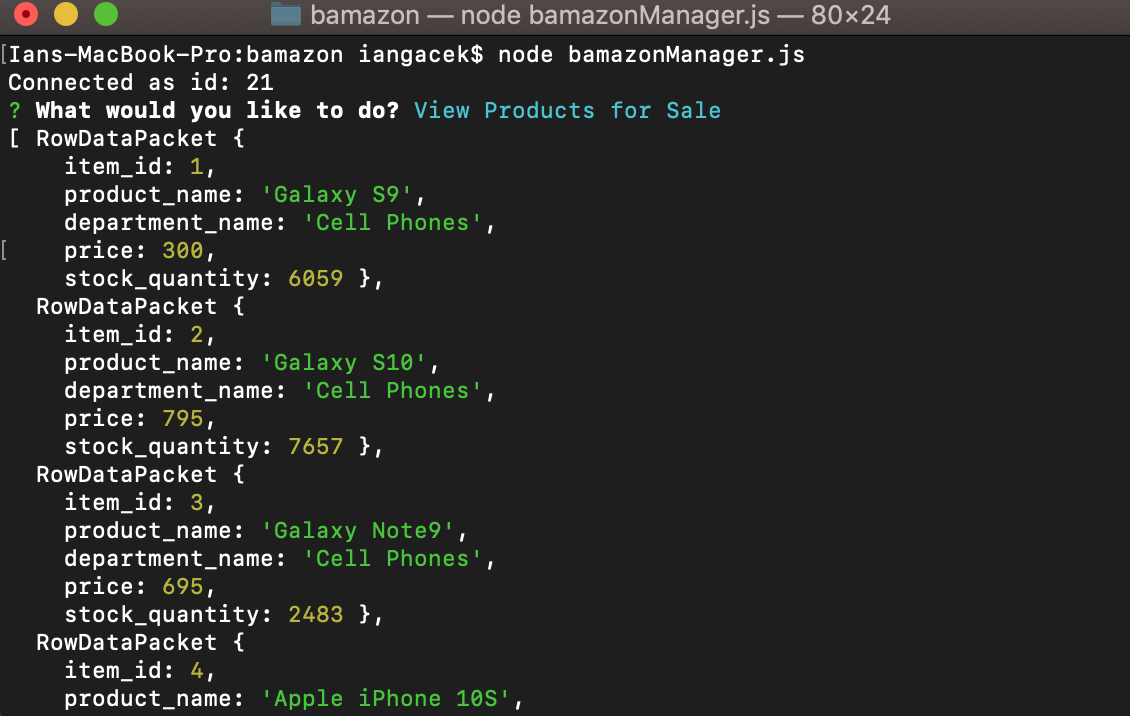 bamazon — node bamazonManager.js — 80×24
[Ians-MacBook-Pro:bamazon iangacek$ node bamazonManager.js
Connected as id: 21
? What would you like to do? View Products for Sale
[ RowDataPacket {
    item_id: 1,
    product_name: 'Galaxy S9',
    department_name: 'Cell Phones',
[    price: 300,
    stock_quantity: 6059 },
  RowDataPacket {
    item_id: 2,
    product_name: 'Galaxy S10',
    department_name: 'Cell Phones',
    price: 795,
    stock_quantity: 7657 },
  RowDataPacket {
    item_id: 3,
    product_name: 'Galaxy Note9',
    department_name: 'Cell Phones',
    price: 695,
    stock_quantity: 2483 },
  RowDataPacket {
    item_id: 4,
    product_name: 'Apple iPhone 10S',